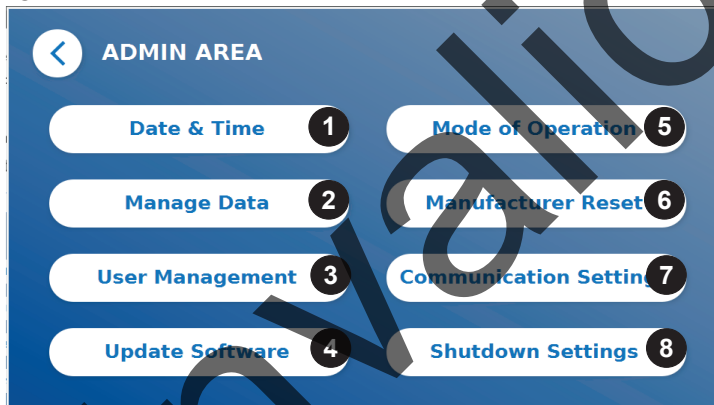 ADMIN AREA
Date & Time 1
Manage Data 2
User Management 3
Update Software 4
Mode of Operation 5
Manufacturer Reset 6
Communication Setting 7
Shutdown Settings 8
invalid